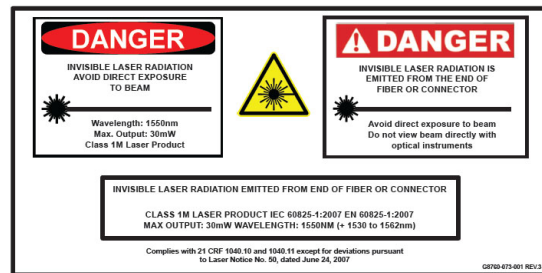 DANGER
INVISIBLE LASER RADIATION
AVOID DIRECT EXPOSURE
TO BEAM
Wavelength: 1550nm
Max. Output: 30mW
Class 1M Laser Product
DANGER
INVISIBLE LASER RADIATION IS
EMITTED FROM THE END OF
FIBER OR CONNECTOR
Avoid direct exposure to beam
Do not view beam directly with
optical instruments
INVISIBLE LASER RADIATION EMITTED FROM END OF FIBER OR CONNECTOR
CLASS 1M LASER PRODUCT IEC 60825-1:2007 EN 60825-1:2007
MAX OUTPUT: 30mW WAVELENGTH: 1550NM (+ 1530 to 1562nm)
Complies with 21 CRF 1040.10 and 1040.11 except for deviations pursuant
to Laser Notice No. 50, dated June 24, 2007
G8760-073-001 REV.3